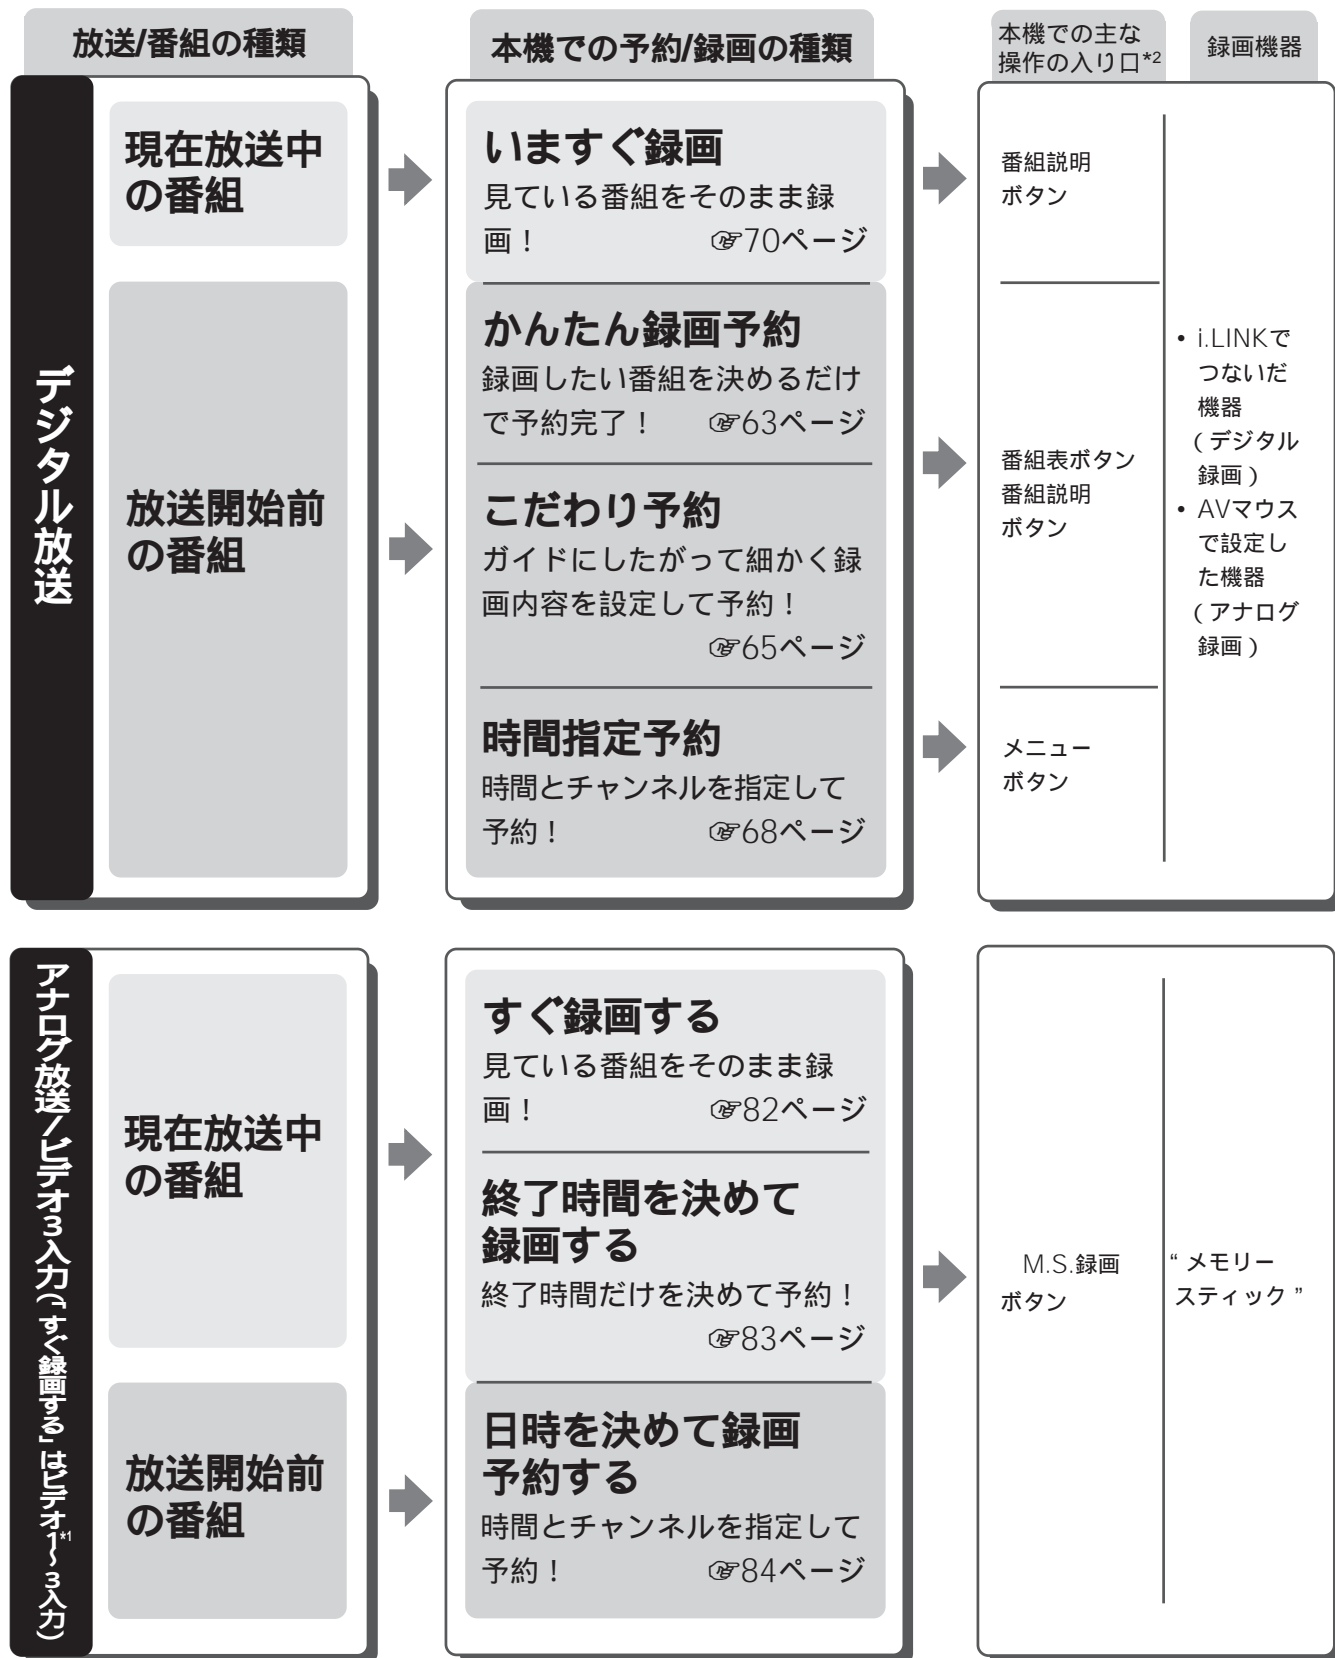 放送/番組の種類
本機での予約/録画の種類
本機での主な
操作の入り口*2
録画機器
デジタル放送
現在放送中
の番組
いますぐ録画
見ている番組をそのまま録
画！ ☞70ページ
番組説明
ボタン
放送開始前
の番組
かんたん録画予約
録画したい番組を決めるだけ
で予約完了！ ☞63ページ
こだわり予約
ガイドにしたがって細かく録
画内容を設定して予約！
☞65ページ
番組表ボタン
番組説明
ボタン
時間指定予約
時間とチャンネルを指定して
予約！ ☞68ページ
メニュー
ボタン
• i.LINKで
つないだ
機器
（デジタル
録画）
• AVマウス
で設定し
た機器
（アナログ
録画）
アナログ放送/ビデオ3入力（「すぐ録画する」はビデオ1*1～3入力）
現在放送中
の番組
すぐ録画する
見ている番組をそのまま録
画！ ☞82ページ
終了時間を決めて
録画する
終了時間だけを決めて予約！
☞83ページ
放送開始前
の番組
日時を決めて録画
予約する
時間とチャンネルを指定して
予約！ ☞84ページ
M.S.録画
ボタン
“メモリー
スティック”